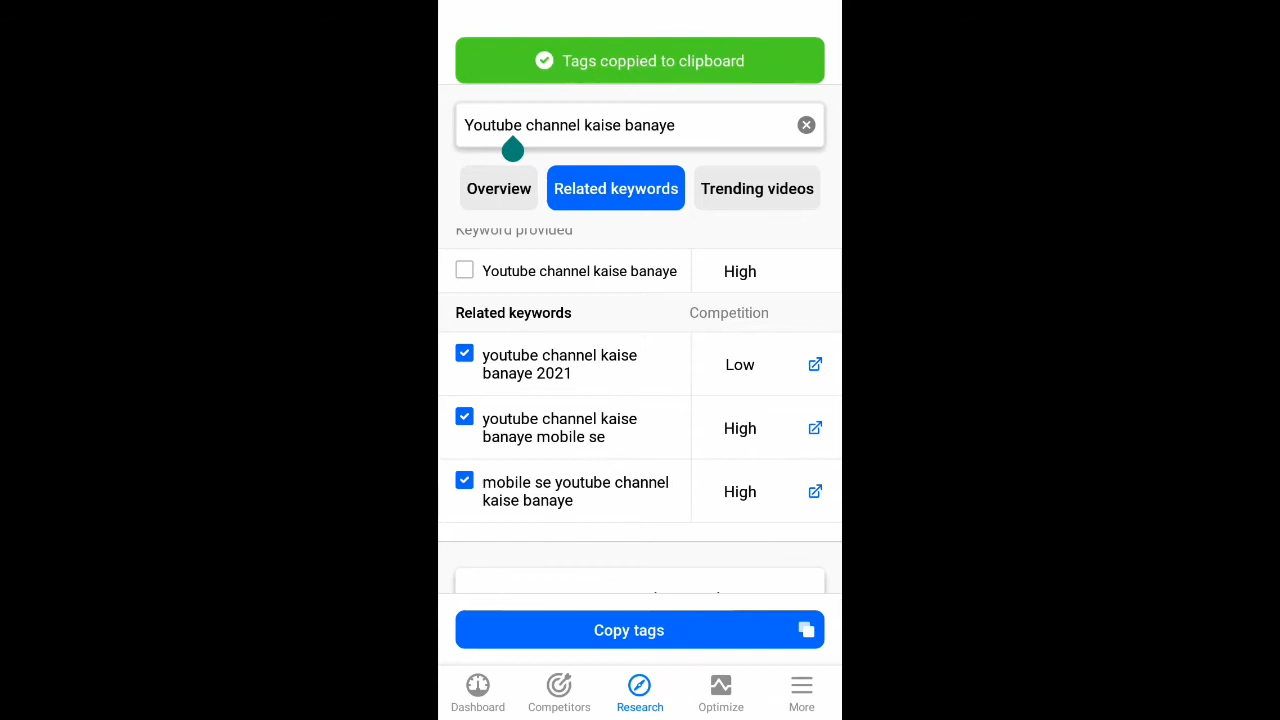 Tags coppied to clipboard
Youtube channel kaise banaye
Overview
Related keywords
Trending videos
Keyword provided
Youtube channel kaise banaye
High
Related keywords
Competition
youtube channel kaise
banaye 2021
Low
youtube channel kaise
banaye mobile se
High
mobile se youtube channel
kaise banaye
High
Copy tags
Dashboard
Competitors
Research
Optimize
More